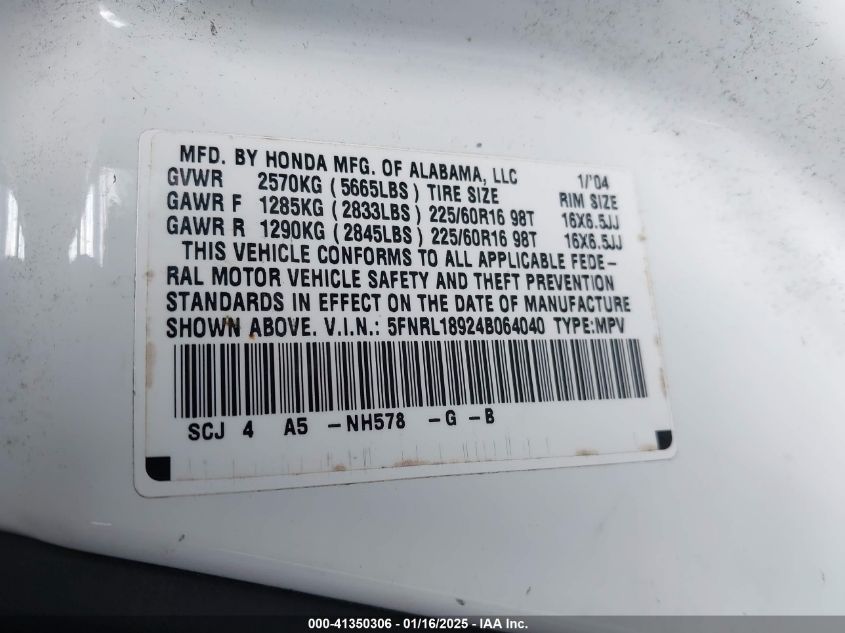 MFD. BY HONDA MFG. OF ALABAMA, LLC 1/'04
GVWR 2570KG (5665LBS) TIRE SIZE RIM SIZE
GAWR F 1285KG (2833LBS) 225/60R16 98T 16X6.5JJ
GAWR R 1290KG (2845LBS) 225/60R16 98T 16X6.5JJ
THIS VEHICLE CONFORMS TO ALL APPLICABLE FEDE-
RAL MOTOR VEHICLE SAFETY AND THEFT PREVENTION
STANDARDS IN EFFECT ON THE DATE OF MANUFACTURE
SHOWN ABOVE. V.I.N.: 5FNRL18924B064040 TYPE:MPV
SCJ 4 A5 -NH578 -G -B
000-41350306 - 01/16/2025 - IAA Inc.